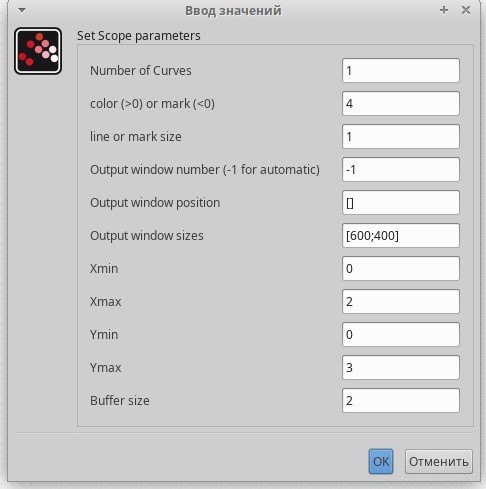 Ввод значений
Set Scope parameters
Number of Curves 1
color (>0) or mark (<0) 4
line or mark size 1
Output window number (-1 for automatic) -1
Output window position []
Output window sizes [600;400]
Xmin 0
Xmax 2
Ymin 0
Ymax 3
Buffer size 2
OK Отменить